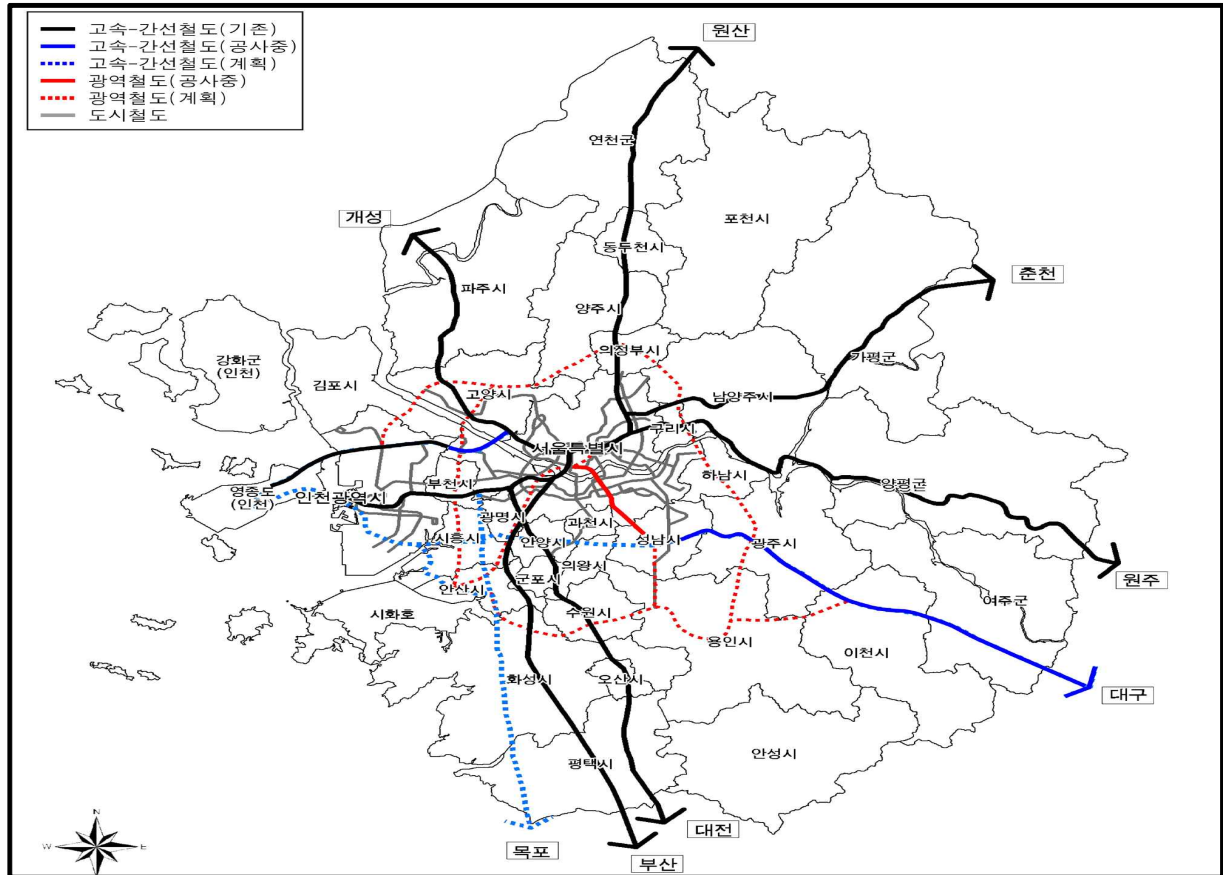 고속-간선철도(기존)
고속-간선철도(공사중)
고속-간선철도(계획)
광역철도(공사중)
광역철도(계획)
도시철도
원산
연천군
포천시
개성
동두천시
춘천
파주시
양주시
강화군
(인천)
의정부시
가평군
김포시
고양시
남양주시
구리시
서울특별시
하남시
부천시
양평군
영종도
(인천)
인천광역시
광명시
과천시
시흥시
안양시
성남시
광주시
의왕시
원주
군포시
안산시
여주군
시화호
수원시
용인시
이천시
화성시
오산시
대구
안성시
평택시
대전
목포
부산
N
W
E
S